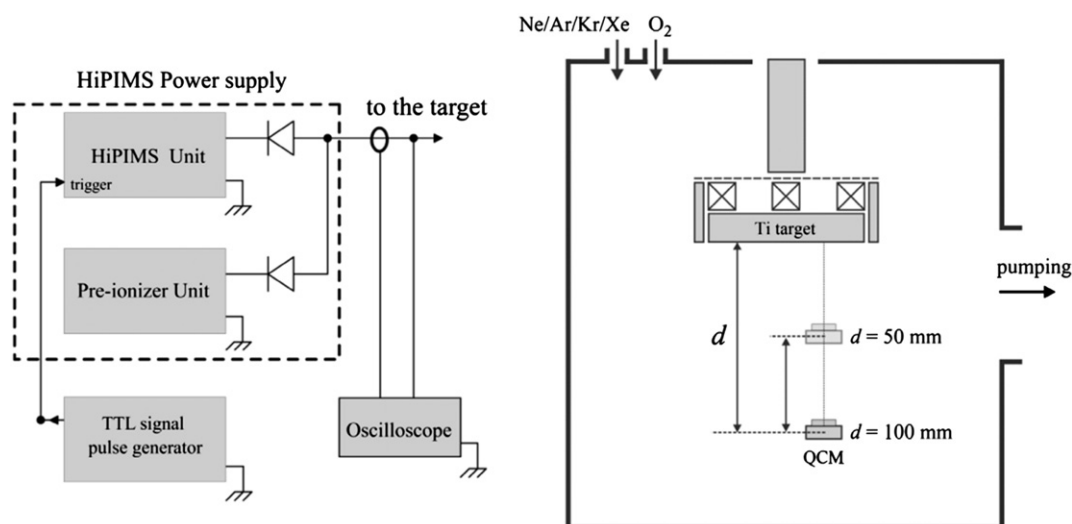 HiPIMS Power supply
to the target
HiPIMS Unit
trigger
Pre-ionizer Unit
TTL signal
pulse generator
Oscilloscope
Ne/Ar/Kr/Xe O₂
Ti target
pumping
d
d = 50 mm
d = 100 mm
QCM